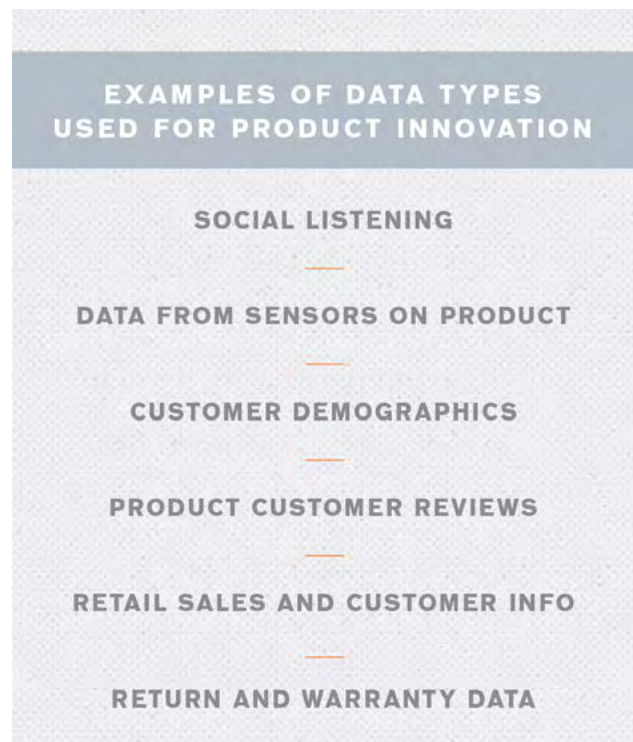 EXAMPLES OF DATA TYPES
USED FOR PRODUCT INNOVATION
SOCIAL LISTENING
DATA FROM SENSORS ON PRODUCT
CUSTOMER DEMOGRAPHICS
PRODUCT CUSTOMER REVIEWS
RETAIL SALES AND CUSTOMER INFO
RETURN AND WARRANTY DATA